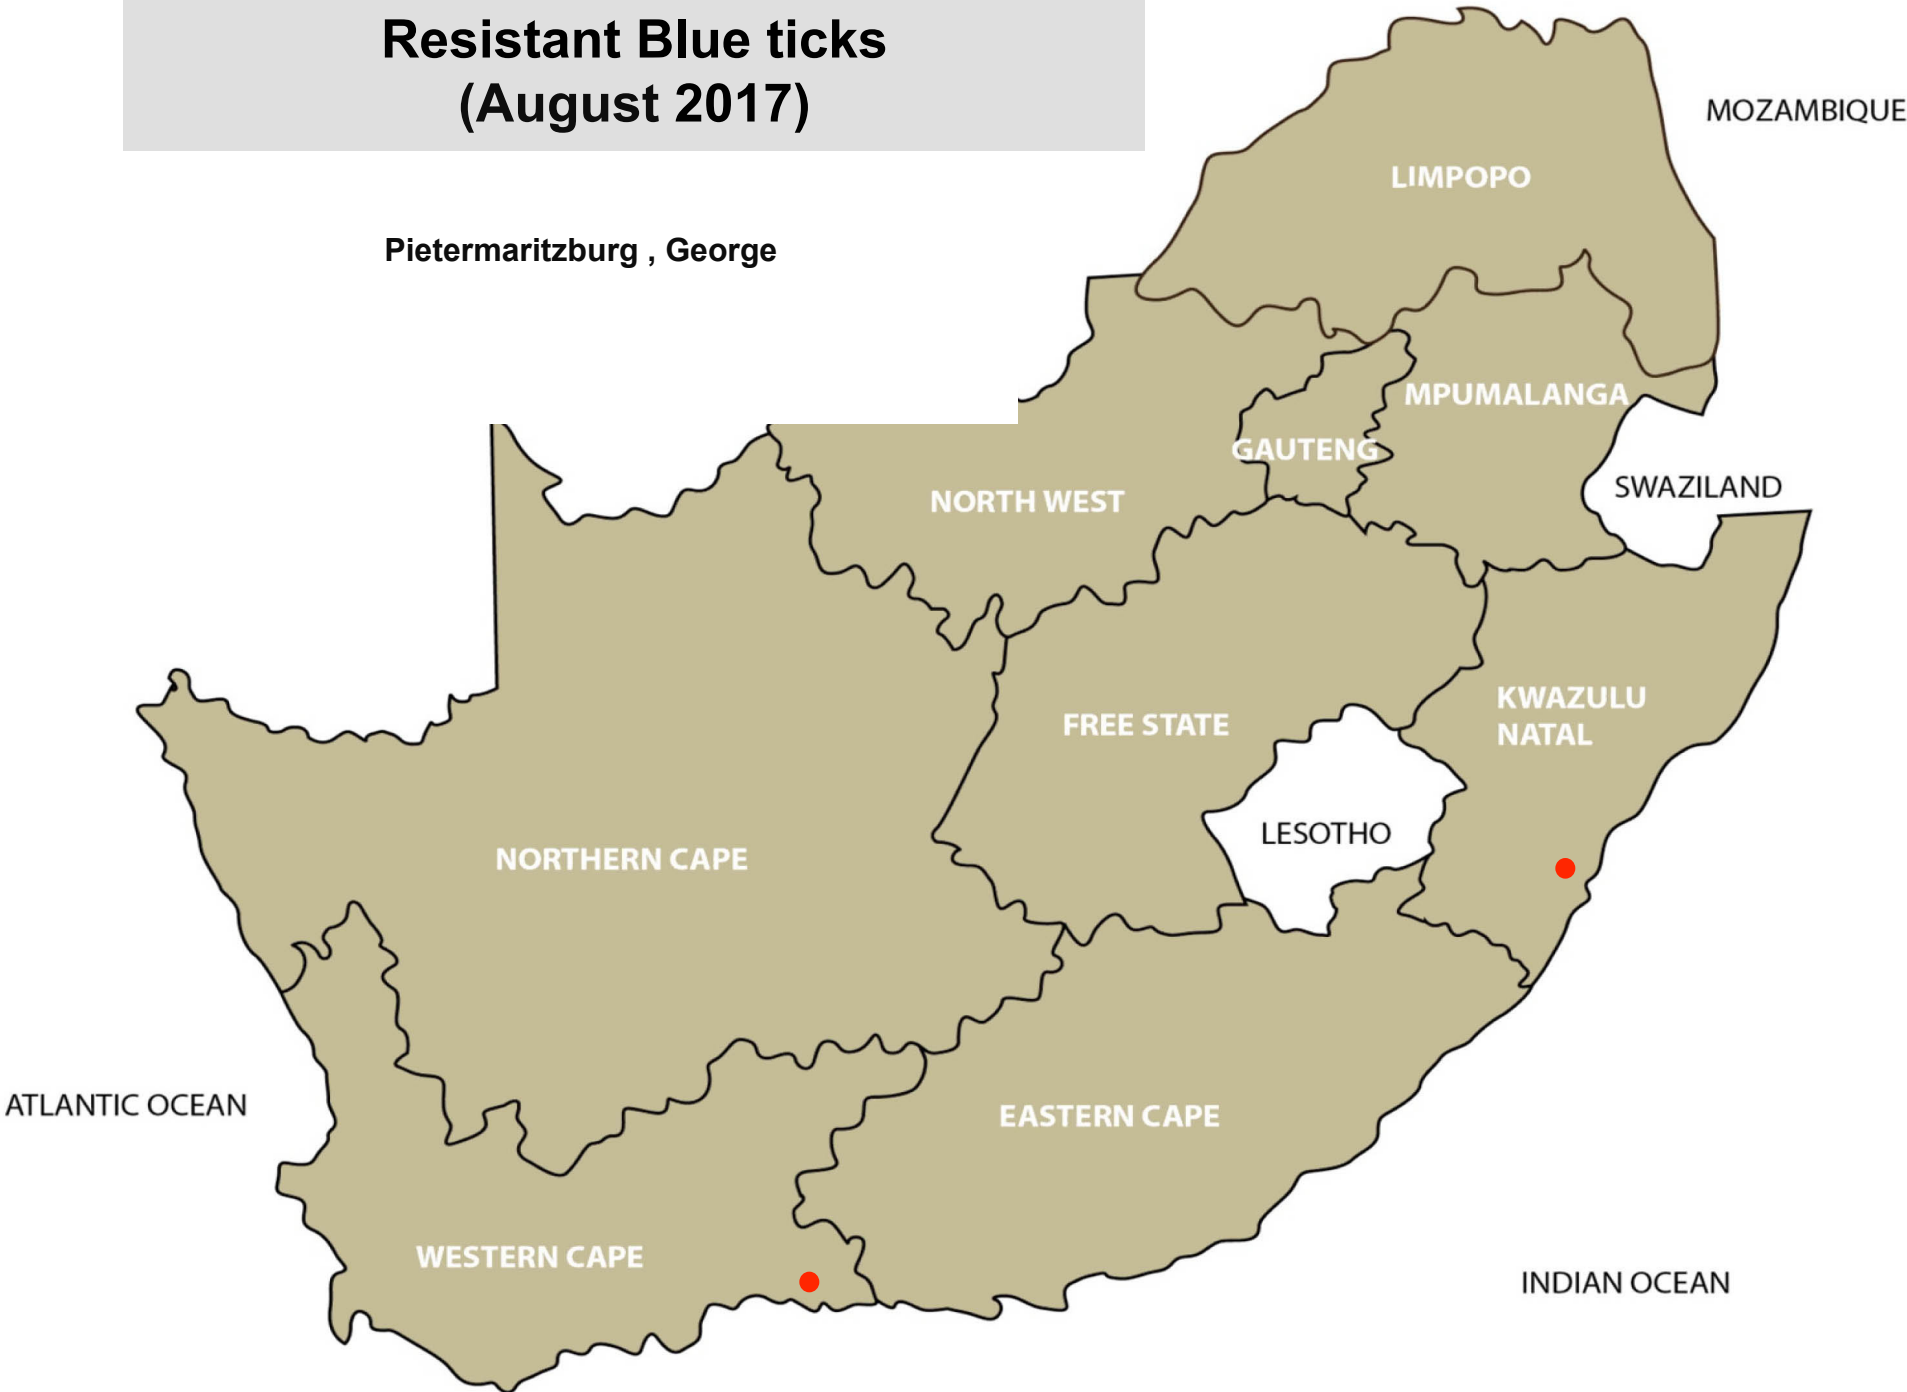 Resistant Blue ticks
(August 2017)
MOZAMBIQUE
LIMPOPO
Pietermaritzburg , George
MPUMALANGA
GAUTENG
SWAZILAND
NORTH WEST
KWAZULU
NATAL
FREE STATE
LESOTHO
NORTHERN CAPE
ATLANTIC OCEAN
EASTERN CAPE
WESTERN CAPE
INDIAN OCEAN